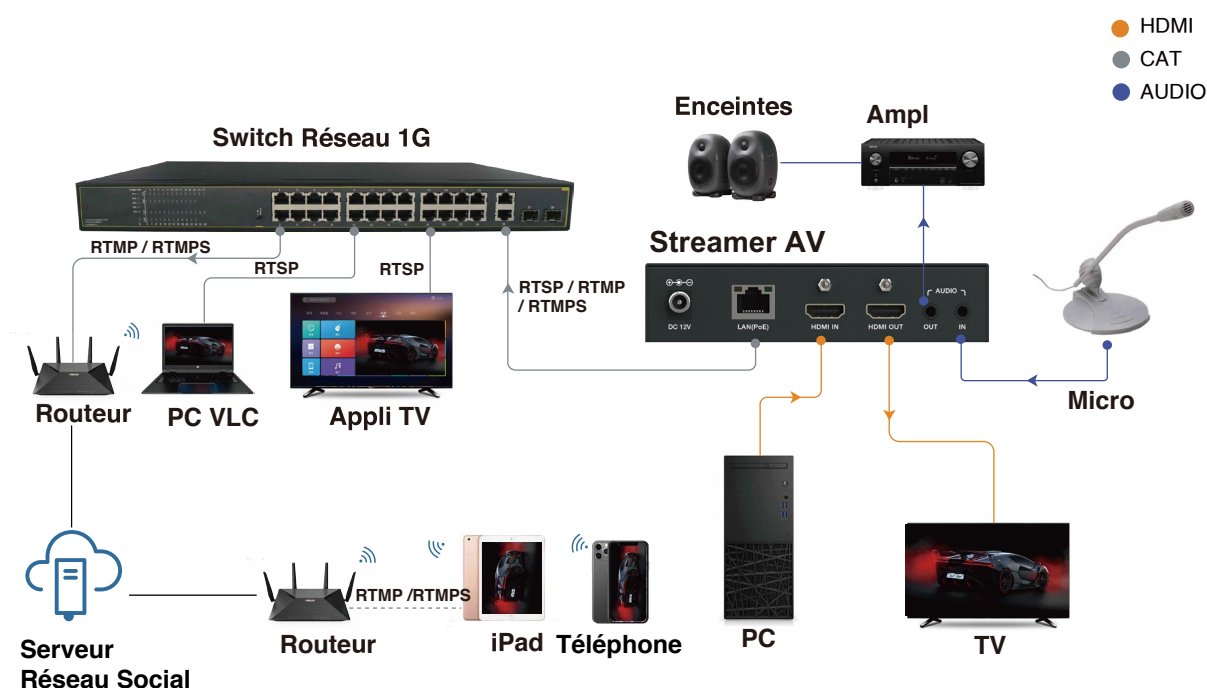 HDMI
CAT
AUDIO
Enceintes
Ampl
Switch Réseau 1G
RTMP / RTMPS
RTSP
RTSP
RTSP / RTMP
/ RTMPS
Streamer AV
DC 12V
LAN(PoE)
HDMI IN
HDMI OUT
AUDIO
OUT
IN
Micro
Routeur
PC VLC
Appli TV
RTMP /RTMPS
Serveur
Réseau Social
Routeur
iPad
Téléphone
PC
TV